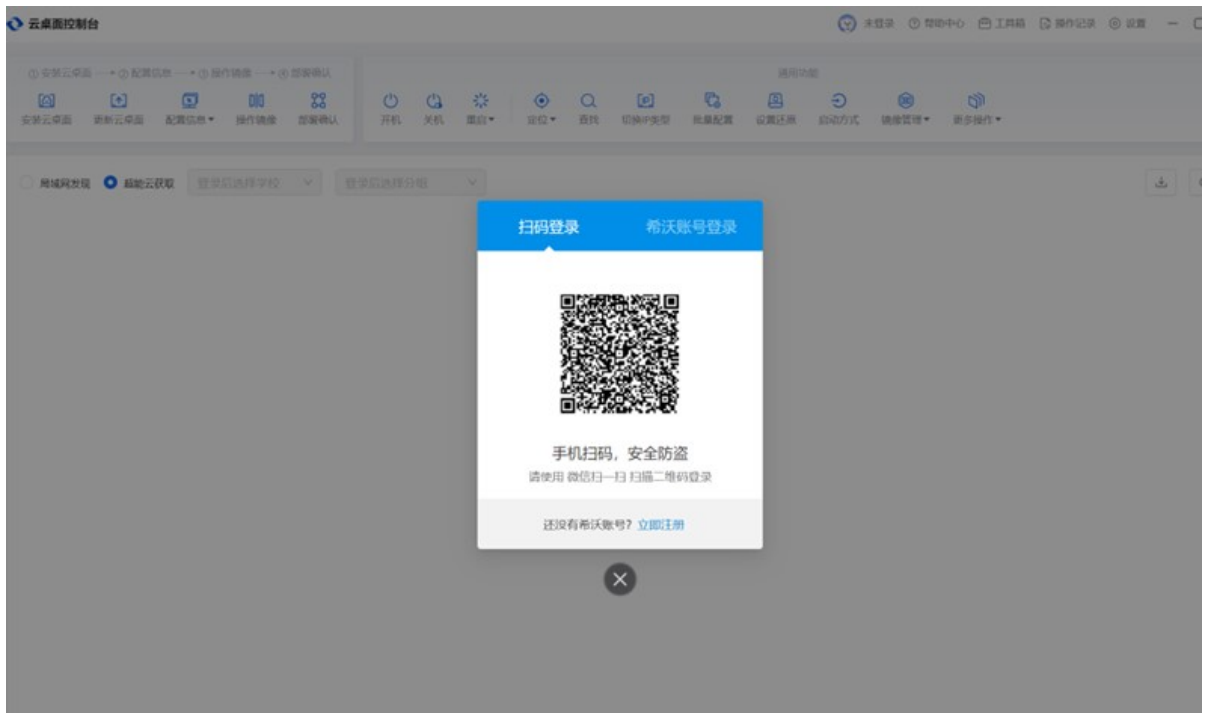 云桌面控制台
未登录 帮助中心 工具箱 操作记录 设置
①安装云桌面 ②配置信息 ③操作镜像 ④部署确认
通用功能
安装云桌面 更新云桌面 配置信息 操作镜像 部署确认 开机 关机 重启 定位 查找 切换IP类型 批量配置 设置还原 启动方式 镜像管理 更多操作
局域网发现 超能云获取 登录后选择学校 登录后选择分组
扫码登录 希沃账号登录
手机扫码，安全防盗
请使用 微信扫一扫 扫描二维码登录
还没有希沃账号？ 立即注册